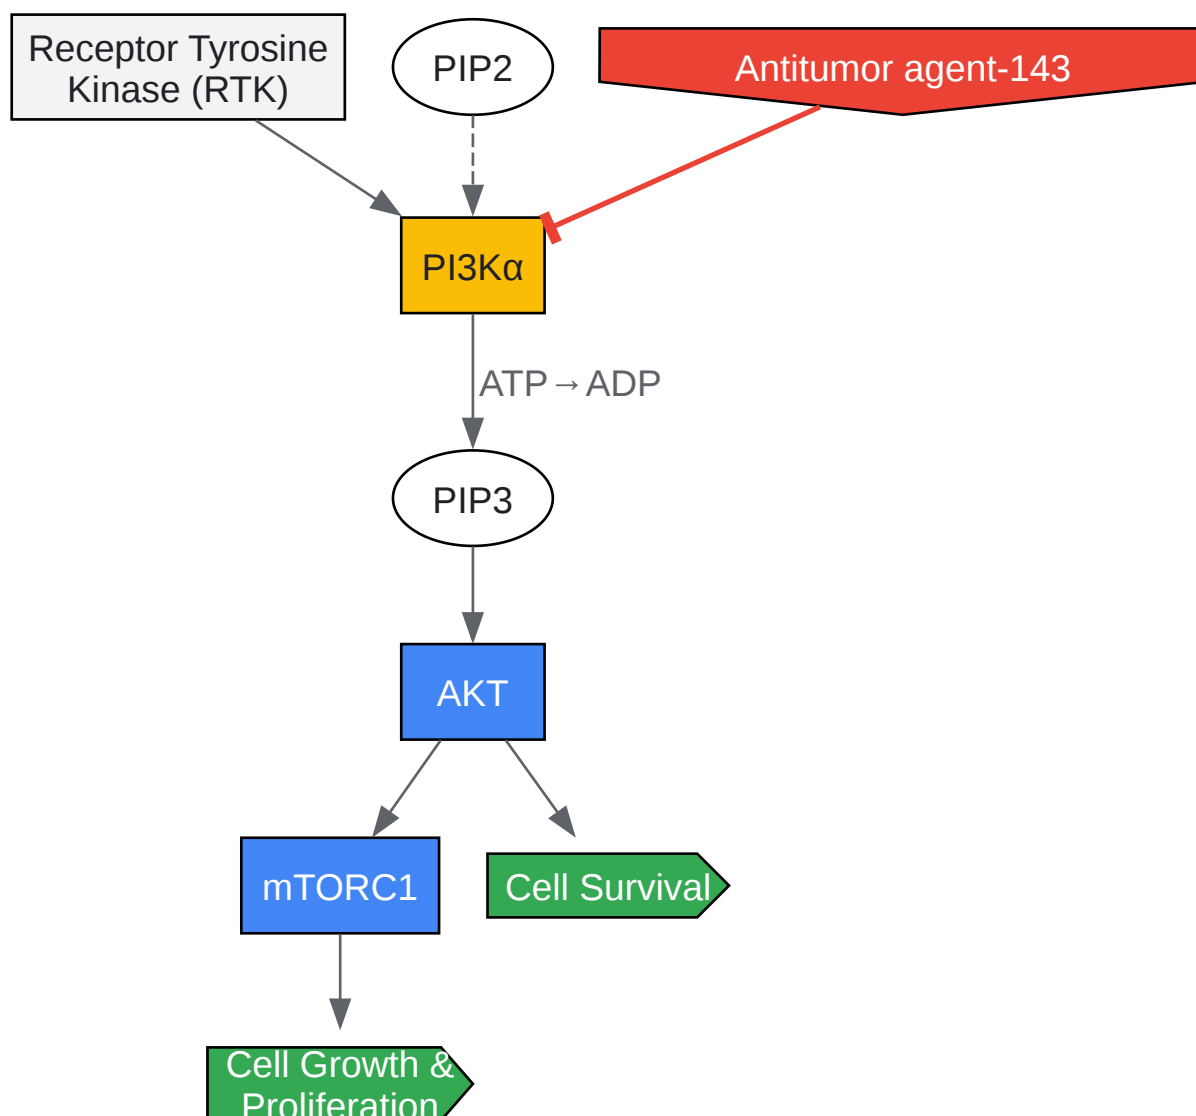 Receptor Tyrosine
Kinase (RTK)
PIP2
Antitumor agent-143
PI3Kα
ATP→ADP
PIP3
AKT
mTORC1
Cell Survival
Cell Growth &
Proliferation